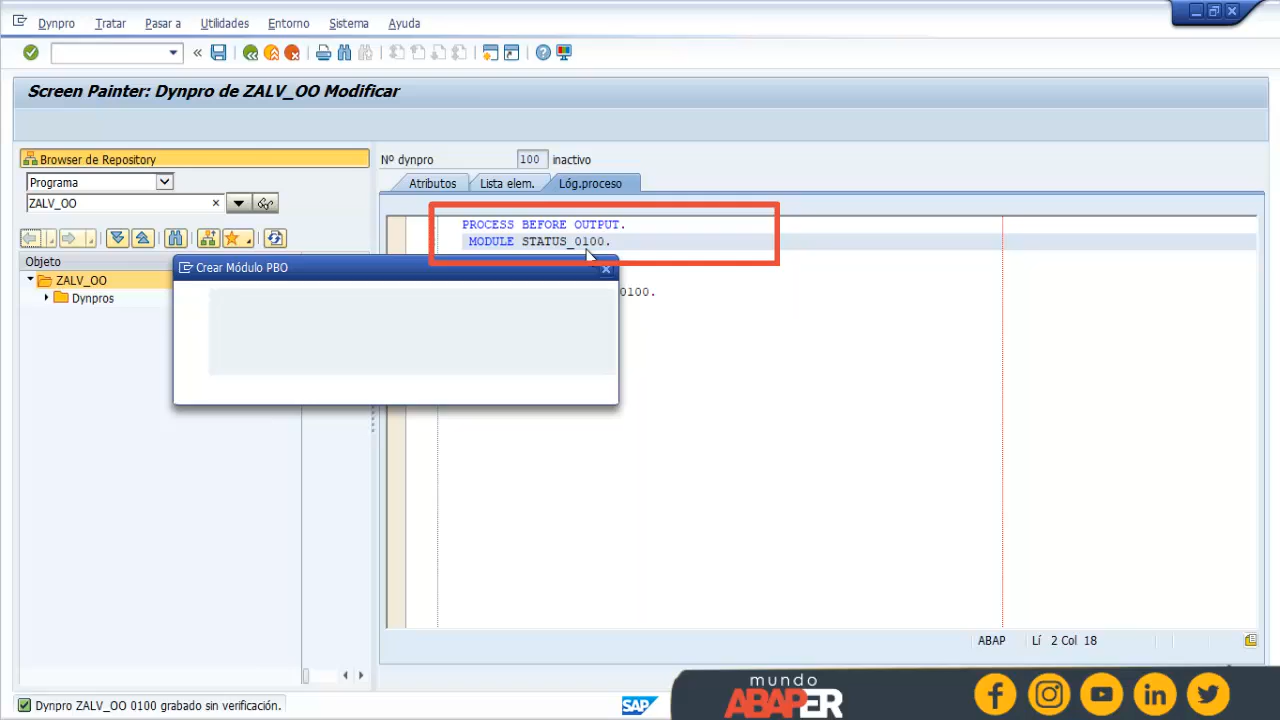 Dynpro Tratar Pasar a Utilidades Entorno Sistema Ayuda
Screen Painter: Dynpro de ZALV_OO Modificar
Browser de Repository
Programa
ZALV_OO
Objeto
ZALV_OO
Dynpros
Nº dynpro 100 inactivo
Atributos Lista elem. Lóg.proceso
PROCESS BEFORE OUTPUT.
MODULE STATUS_0100.
Crear Módulo PBO
0100.
ABAP Lí 2 Col 18
Dynpro ZALV_OO 0100 grabado sin verificación.
SAP
mundo
ABAPER